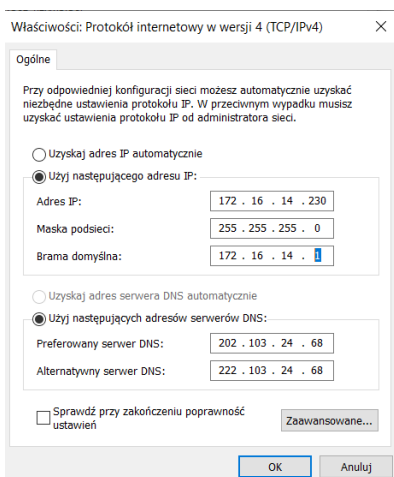 Właściwości: Protokół internetowy w wersji 4 (TCP/IPv4)
Ogólne
Przy odpowiedniej konfiguracji sieci możesz automatycznie uzyskać
niezbędne ustawienia protokołu IP. W przeciwnym wypadku musisz
uzyskać ustawienia protokołu IP od administratora sieci.
Uzyskaj adres IP automatycznie
Użyj następującego adresu IP:
Adres IP: 172 . 16 . 14 . 230
Maska podsieci: 255 . 255 . 255 . 0
Brama domyślna: 172 . 16 . 14 . 1
Uzyskaj adres serwera DNS automatycznie
Użyj następujących adresów serwerów DNS:
Preferowany serwer DNS: 202 . 103 . 24 . 68
Alternatywny serwer DNS: 222 . 103 . 24 . 68
Sprawdź przy zakończeniu poprawność
ustawień
Zaawansowane...
OK Anuluj